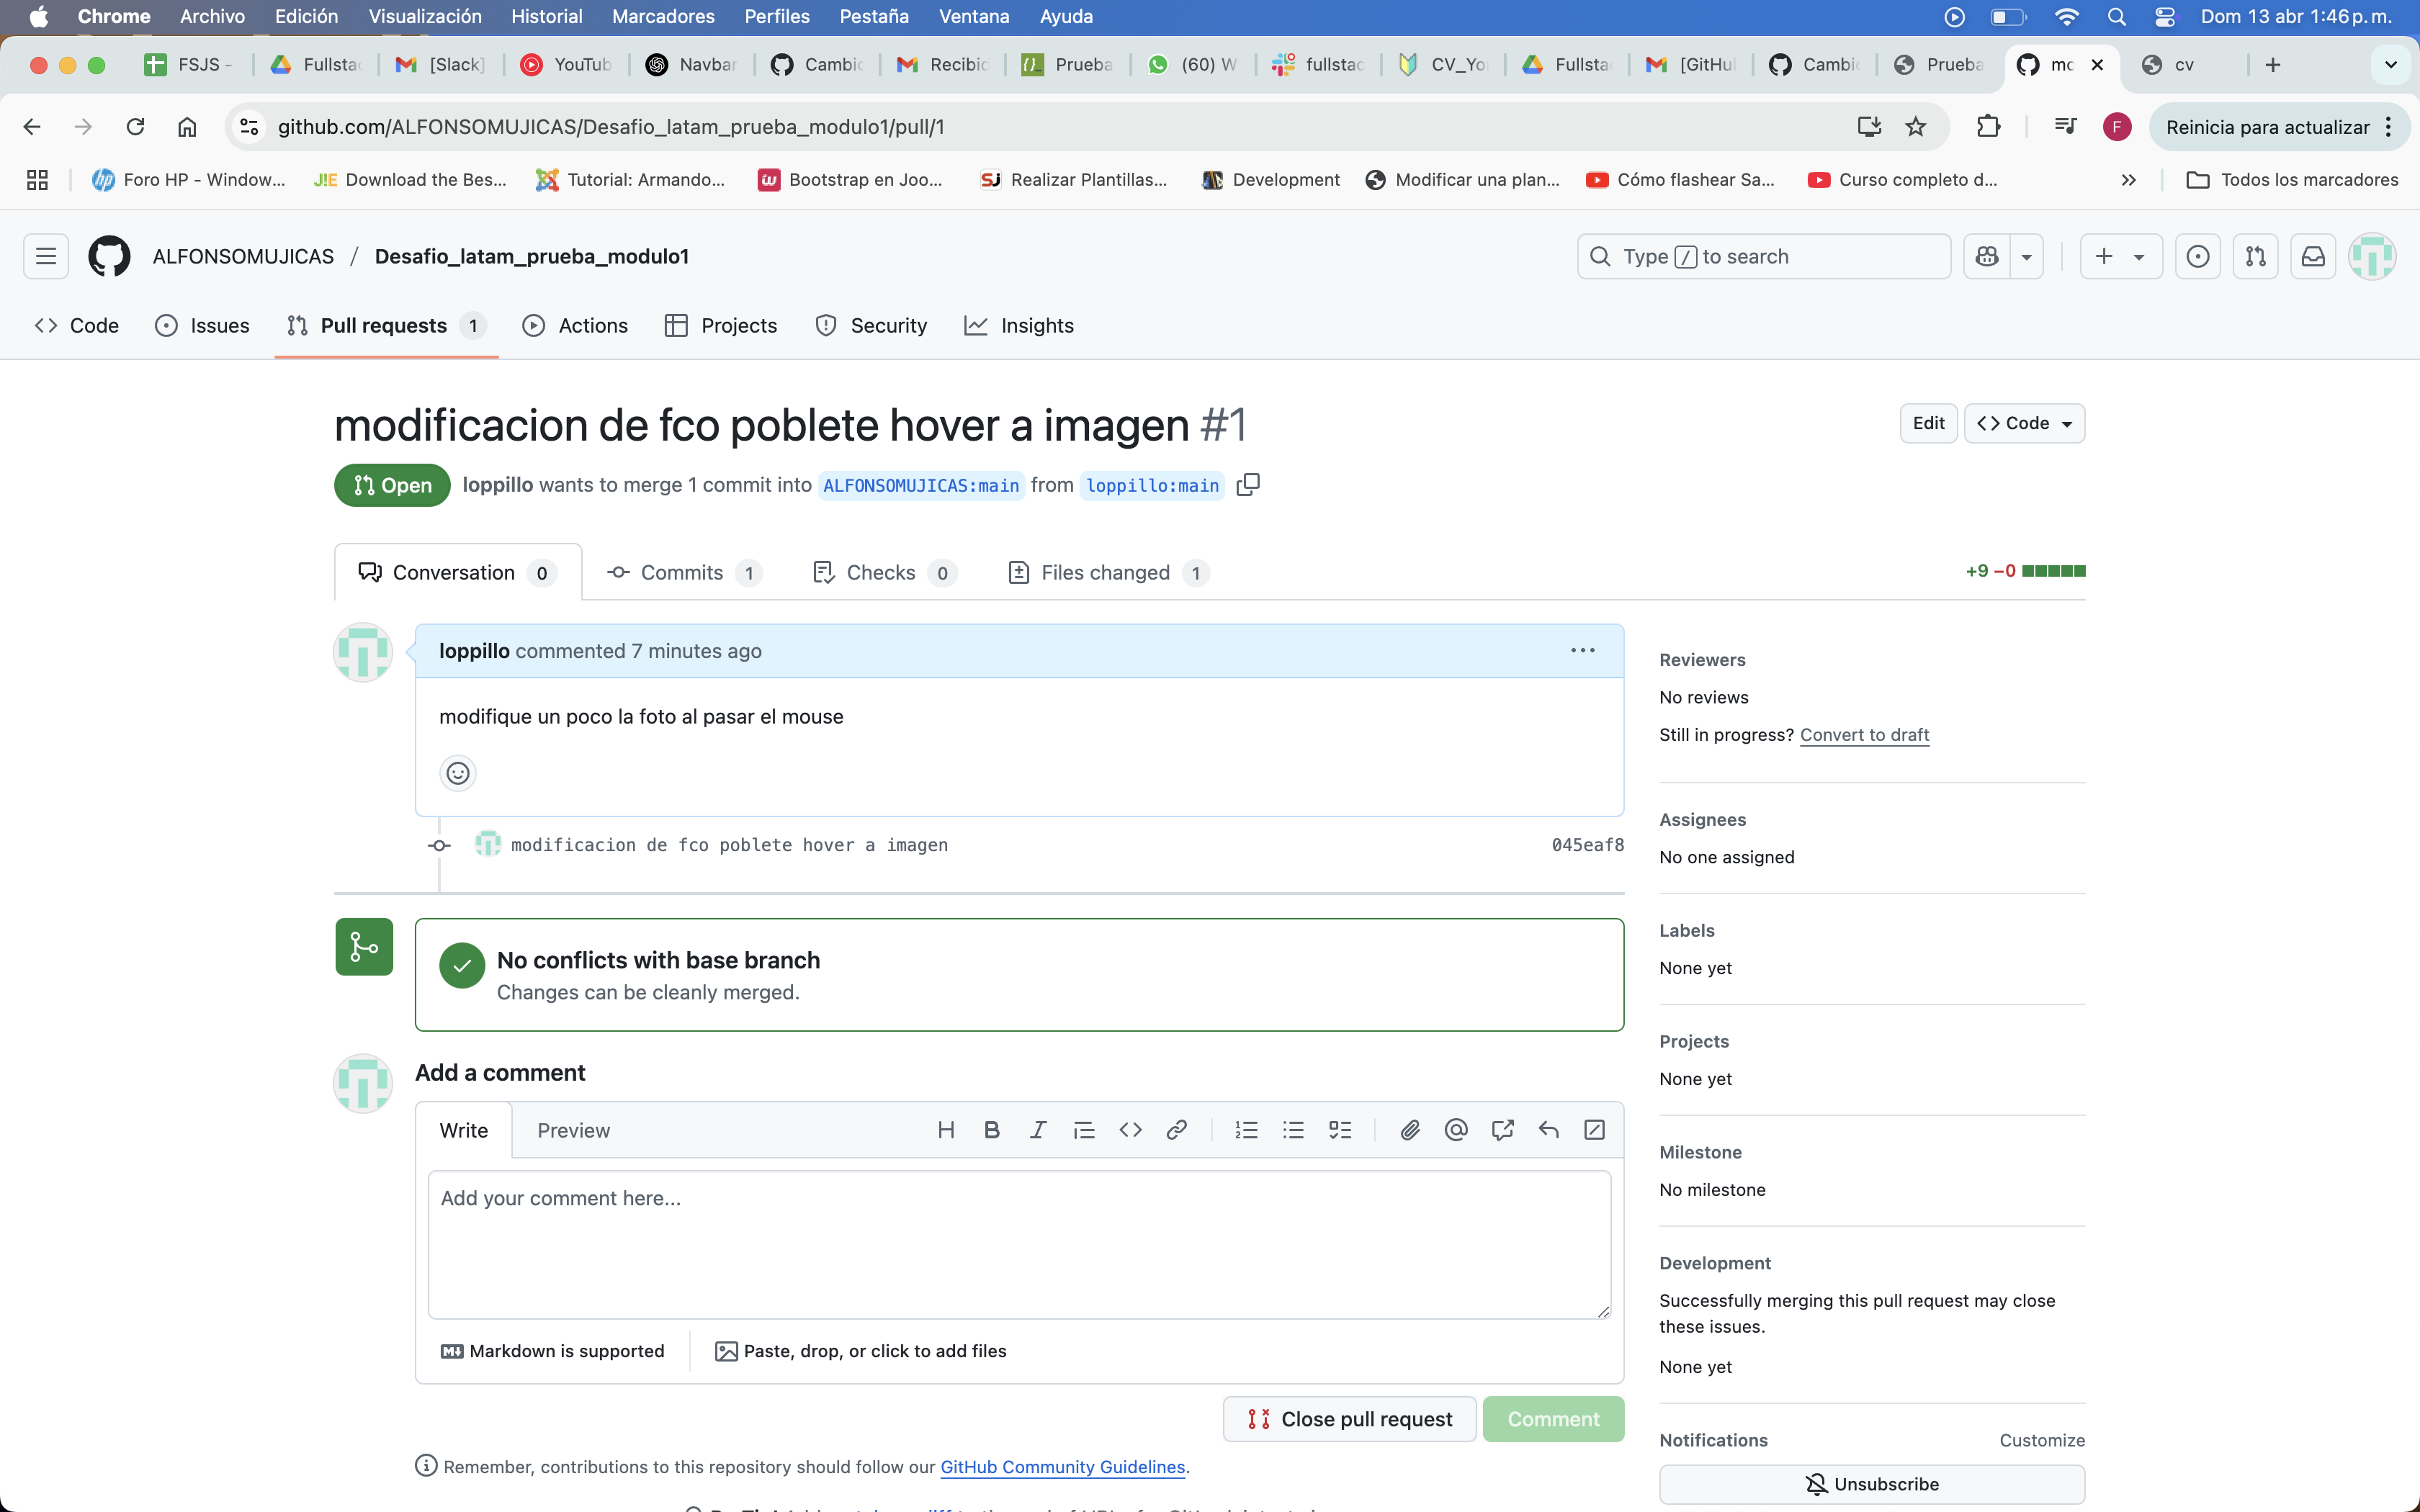 Chrome Archivo Edición Visualización Historial Marcadores Perfiles Pestaña Ventana Ayuda Dom 13 abr 1:46 p. m.
FSJS - Fullsta [Slack] YouTub Navbar Cambio Recibid Prueba (60) W fullstac CV_Yo Fullsta [GitHu Cambio Prueba mo cv
github.com/ALFONSOMUJICAS/Desafio_latam_prueba_modulo1/pull/1 F Reinicia para actualizar
Foro HP - Window... Download the Bes... Tutorial: Armando... Bootstrap en Joo... Realizar Plantillas... Development Modificar una plan... Cómo flashear Sa... Curso completo d... Todos los marcadores
ALFONSOMUJICAS / Desafio_latam_prueba_modulo1 Type / to search
Code Issues Pull requests 1 Actions Projects Security Insights
modificacion de fco poblete hover a imagen #1 Edit Code
Open loppillo wants to merge 1 commit into ALFONSOMUJICAS:main from loppillo:main
Conversation 0 Commits 1 Checks 0 Files changed 1 +9 −0
loppillo commented 7 minutes ago
modifique un poco la foto al pasar el mouse
modificacion de fco poblete hover a imagen 045eaf8
No conflicts with base branch
Changes can be cleanly merged.
Add a comment
Write Preview
Add your comment here...
Markdown is supported Paste, drop, or click to add files
Close pull request Comment
Remember, contributions to this repository should follow our GitHub Community Guidelines.
Reviewers
No reviews
Still in progress? Convert to draft
Assignees
No one assigned
Labels
None yet
Projects
None yet
Milestone
No milestone
Development
Successfully merging this pull request may close
these issues.
None yet
Notifications Customize
Unsubscribe